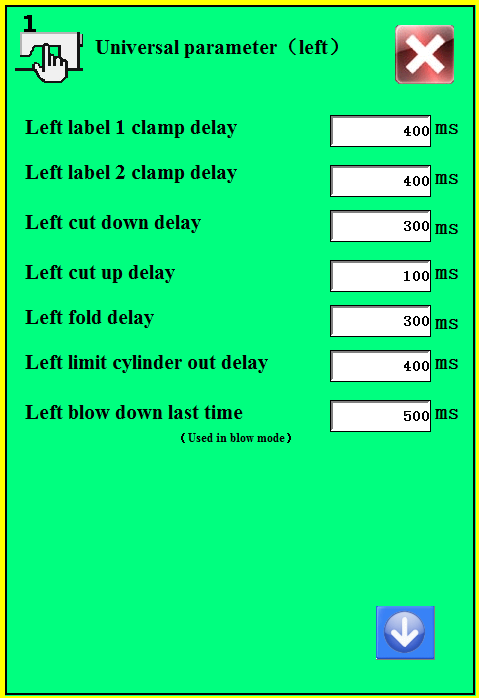 1
Universal parameter（left）
Left label 1 clamp delay 400 ms
Left label 2 clamp delay 400 ms
Left cut down delay 300 ms
Left cut up delay 100 ms
Left fold delay 300 ms
Left limit cylinder out delay 400 ms
Left blow down last time 500 ms
（Used in blow mode）